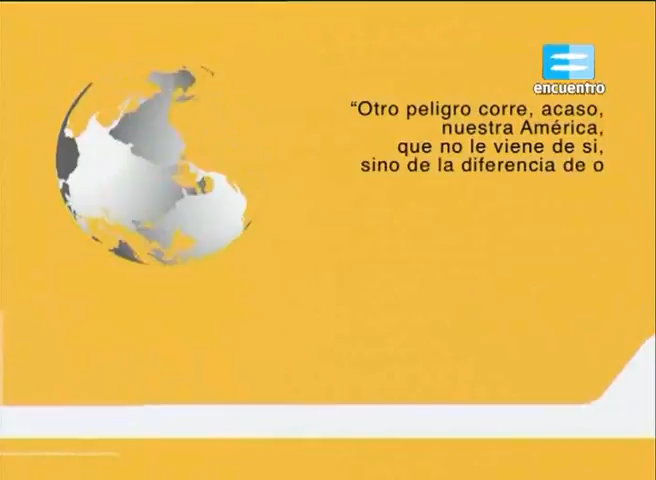 encuentro
“Otro peligro corre, acaso,
nuestra América,
que no le viene de si,
sino de la diferencia de o